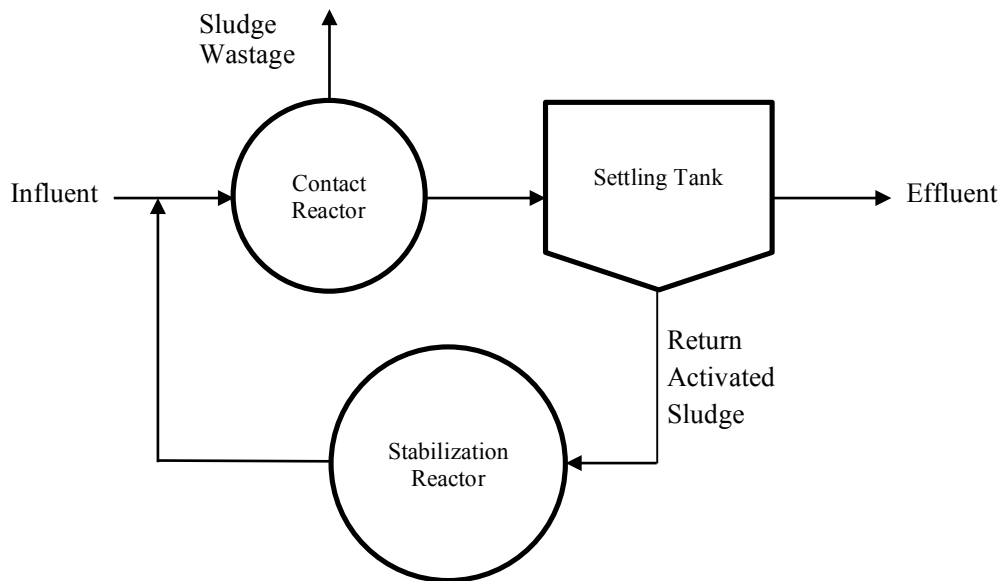 Sludge
Wastage
Influent
Contact
Reactor
Settling Tank
Effluent
Return
Activated
Sludge
Stabilization
Reactor